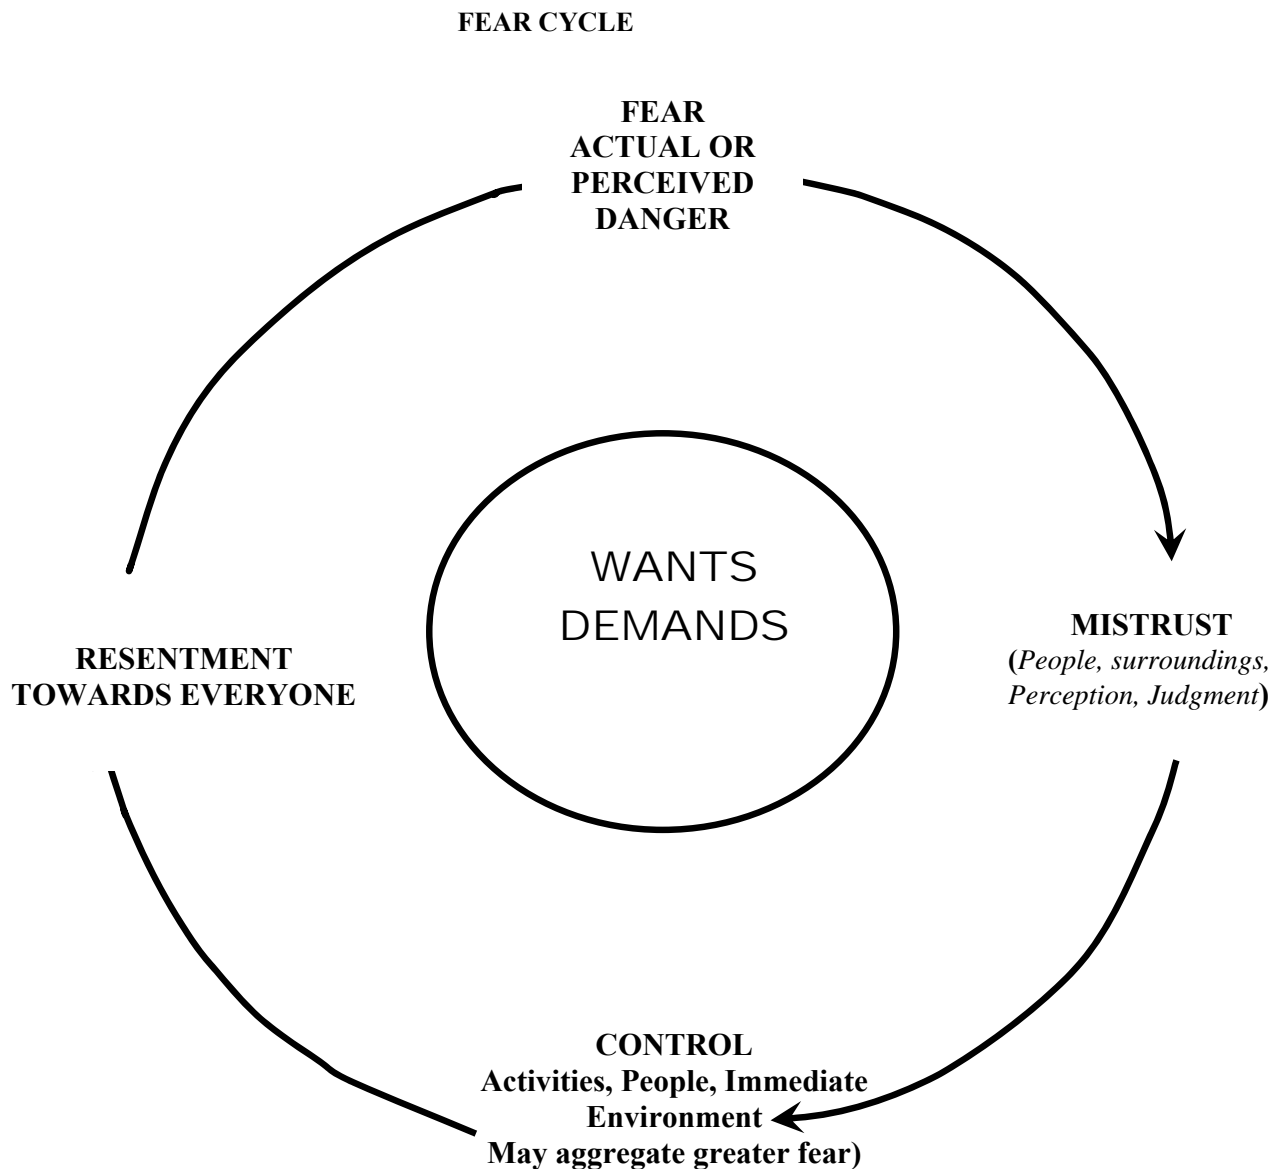 FEAR CYCLE
FEAR
ACTUAL OR
PERCEIVED
DANGER
WANTS
DEMANDS
MISTRUST
(People, surroundings,
Perception, Judgment)
RESENTMENT
TOWARDS EVERYONE
CONTROL
Activities, People, Immediate
Environment
May aggregate greater fear)